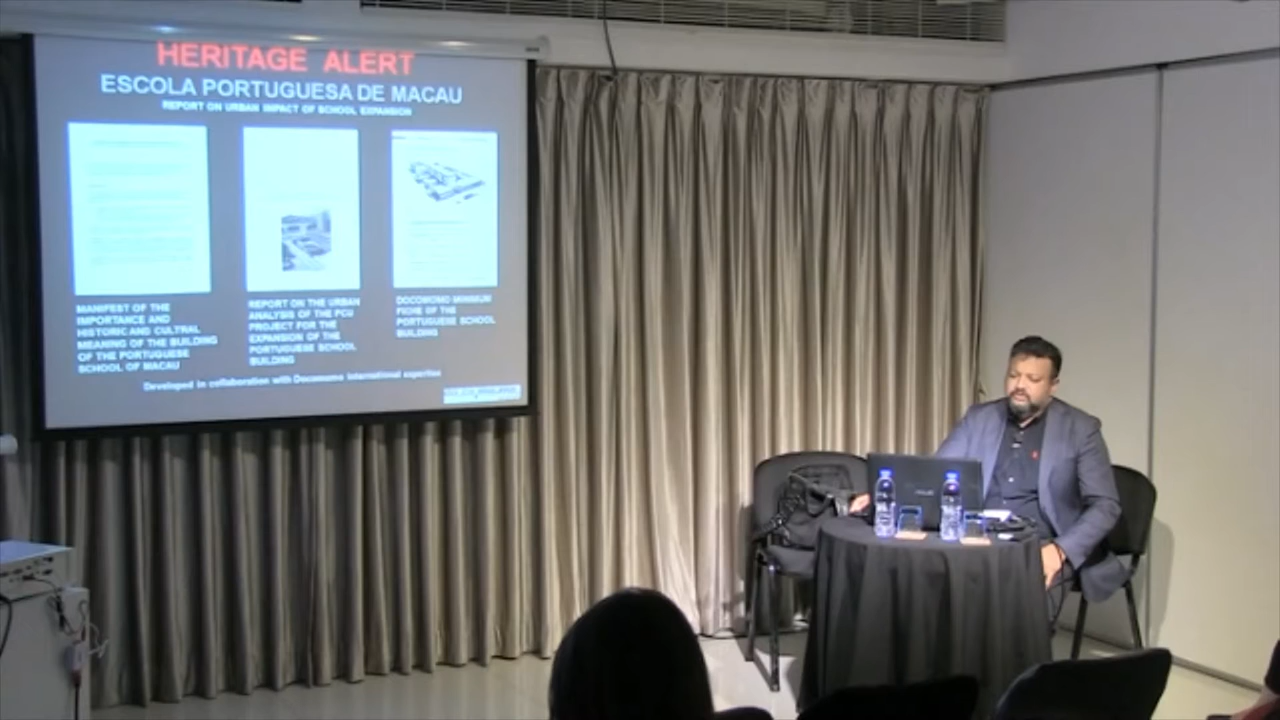 HERITAGE ALERT
ESCOLA PORTUGUESA DE MACAU
REPORT ON URBAN IMPACT OF SCHOOL EXPANSION
MANIFEST OF THE
IMPORTANCE AND
HISTORIC AND CULTRAL
MEANING OF THE BUILDING
OF THE PORTUGUESE
SCHOOL OF MACAU
REPORT ON THE URBAN
ANALYSIS OF THE PCU
PROJECT FOR THE
EXPANSION OF THE
PORTUGUESE SCHOOL
BUILDING
DOCOMOMO MINIMUM
FICHE OF THE
PORTUGUESE SCHOOL
BUILDING
Developed in collaboration with Docomomo International expertise